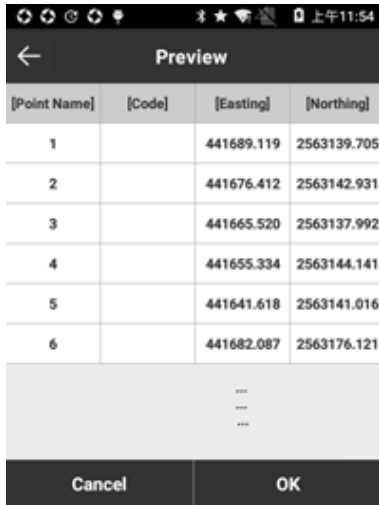 上午11:54
Preview
[Point Name] [Code] [Easting] [Northing]
1 441689.119 2563139.705
2 441676.412 2563142.931
3 441665.520 2563137.992
4 441655.334 2563144.141
5 441641.618 2563141.016
6 441682.087 2563176.121
...
...
...
Cancel OK